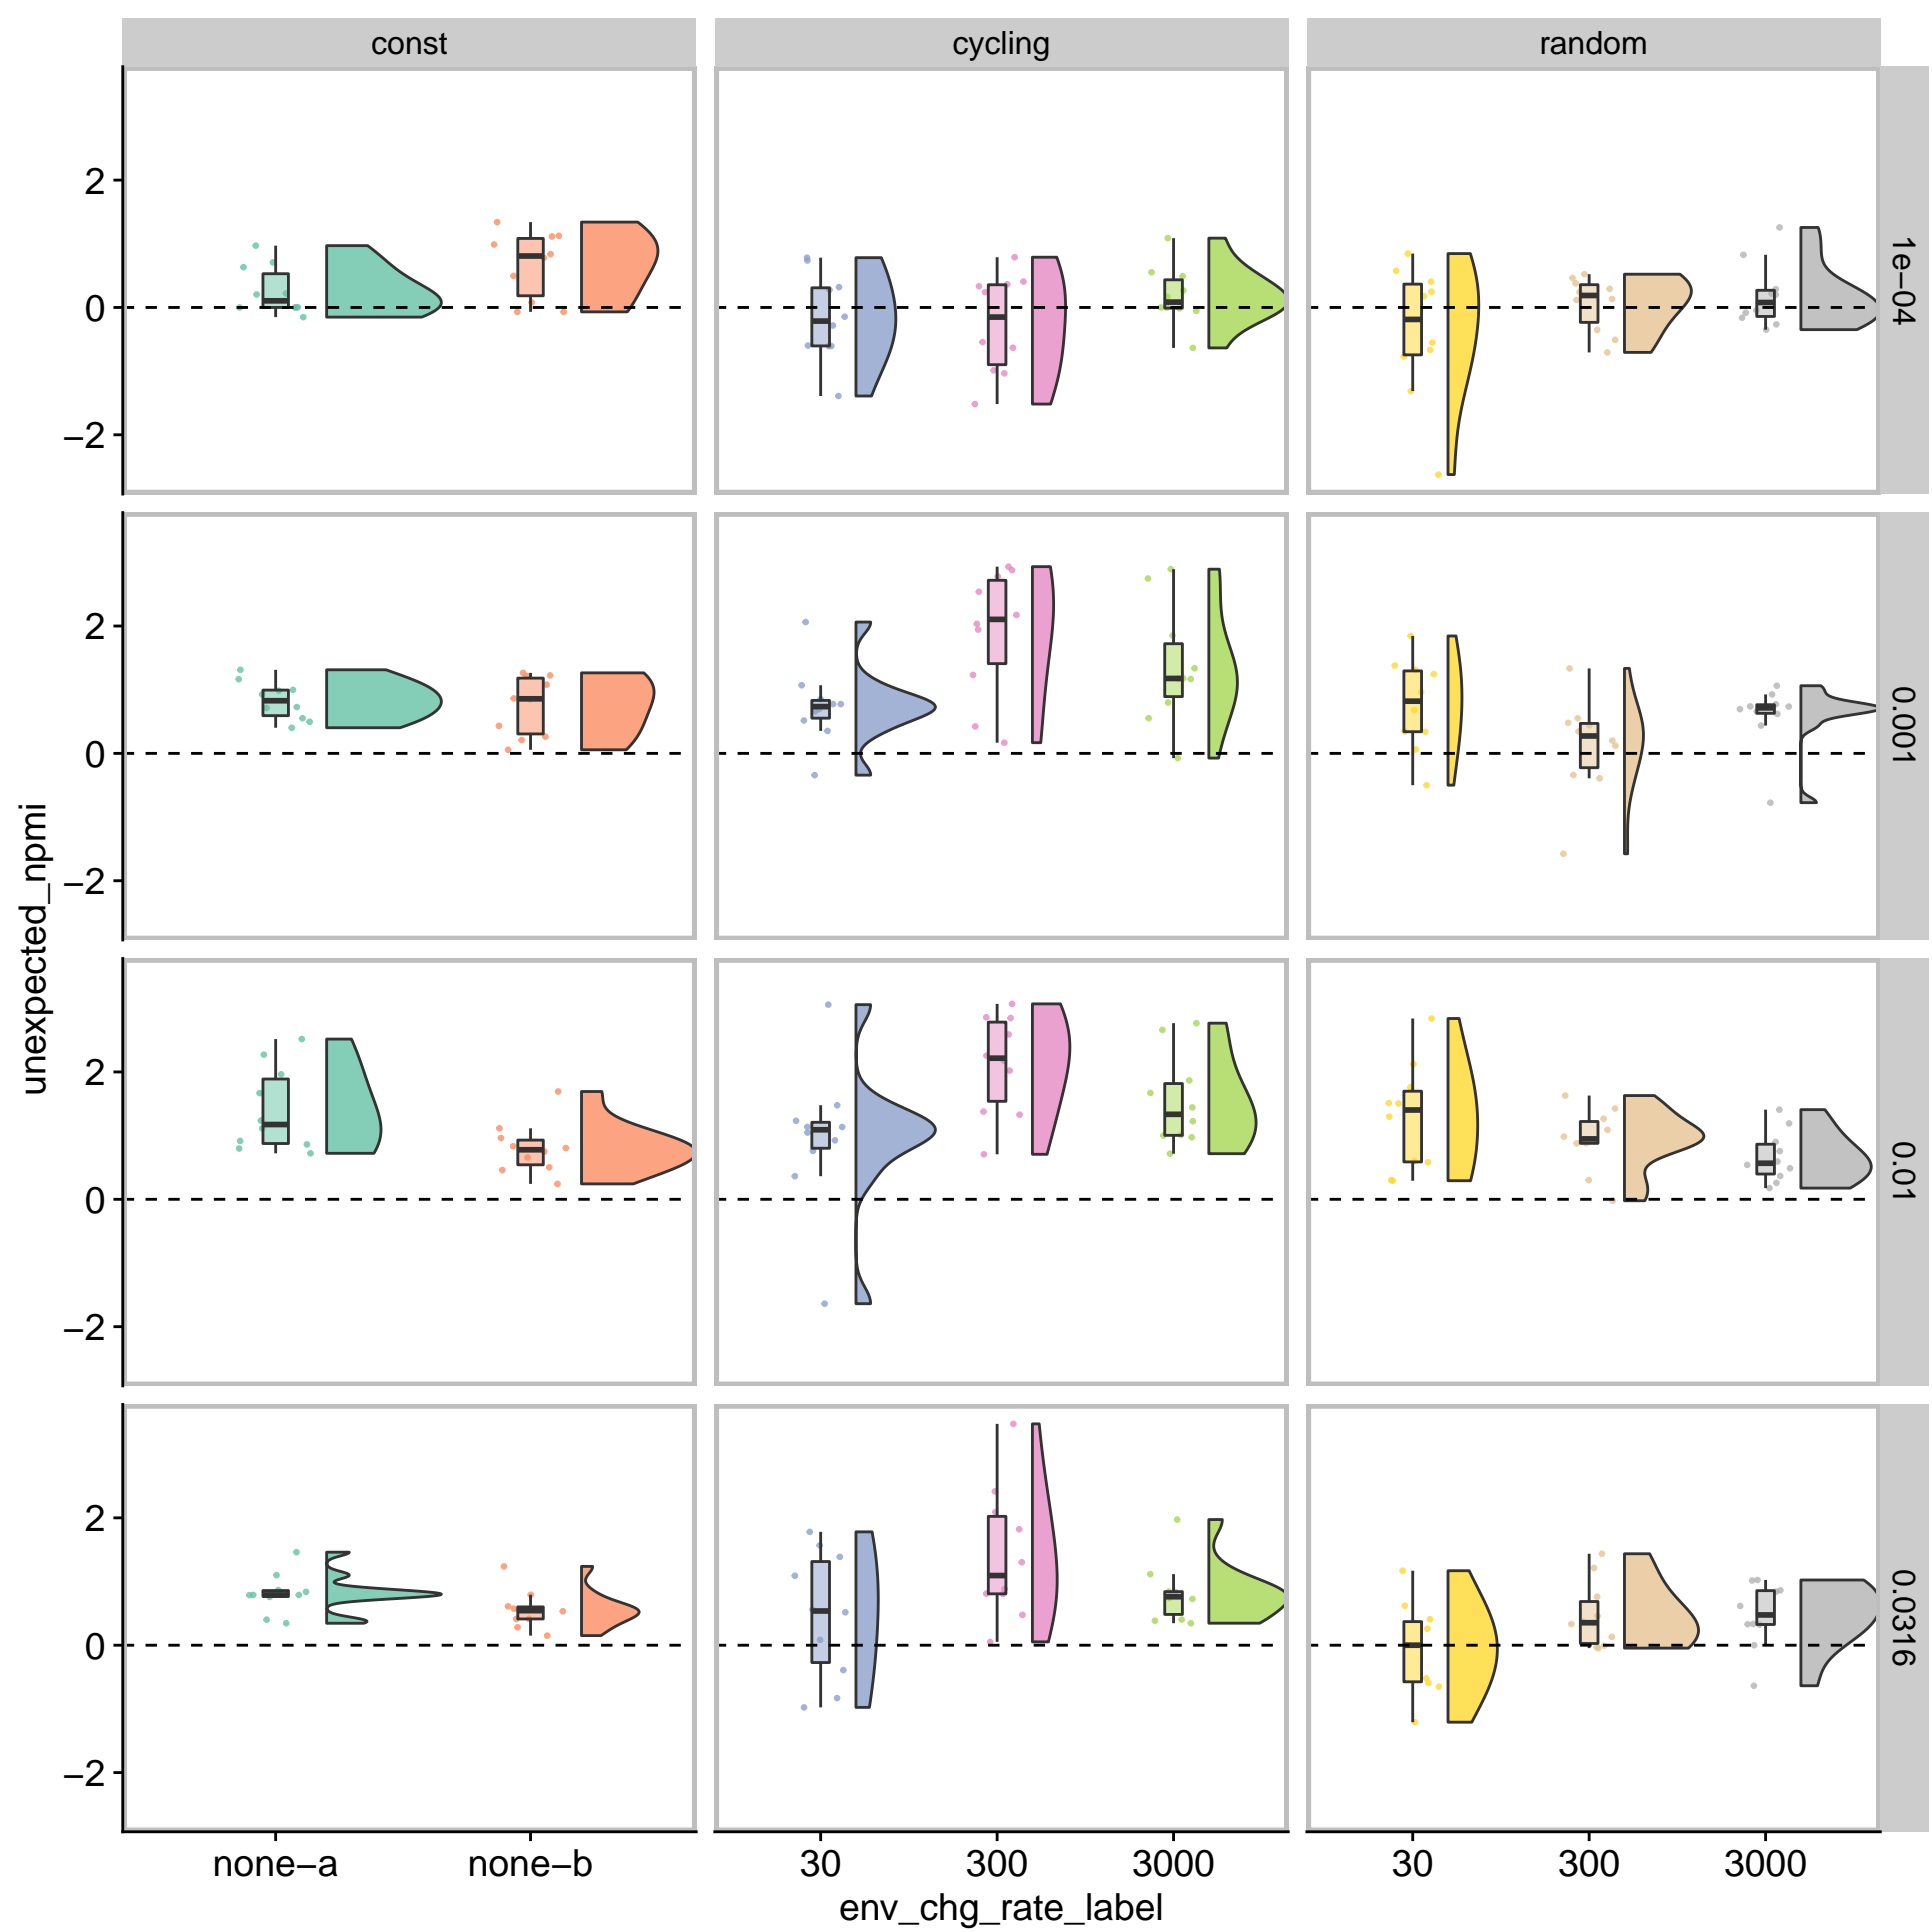 const
cycling
random
2
0
−2
1e−04
2
0
−2
0.001
2
0
−2
0.01
2
0
−2
0.0316
unexpected_npmi
none−a
none−b
30
300
3000
30
300
3000
env_chg_rate_label